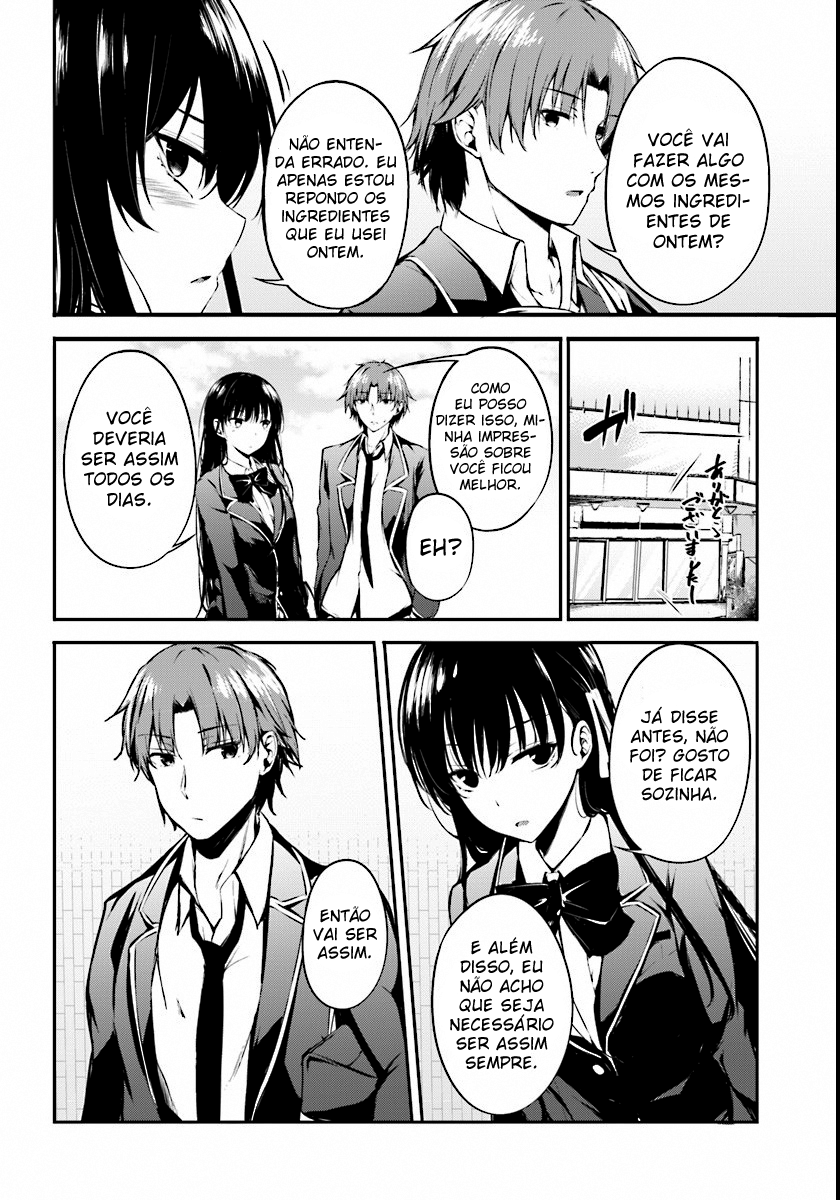 VOCÊ VAI
FAZER ALGO
COM OS MES-
MOS INGREDI-
ENTES DE
ONTEM?
NÃO ENTEN-
DA ERRADO. EU
APENAS ESTOU
REPONDO OS
INGREDIENTES
QUE EU USEI
ONTEM.
ありがとう
ございましたー
COMO
EU POSSO
DIZER ISSO, MI-
NHA IMPRES-
SÃO SOBRE
VOCÊ FICOU
MELHOR.
EH?
VOCÊ
DEVERIA
SER ASSIM
TODOS OS
DIAS.
JÁ DISSE
ANTES, NÃO
FOI? GOSTO
DE FICAR
SOZINHA.
E ALÉM
DISSO, EU
NÃO ACHO
QUE SEJA
NECESSÁRIO
SER ASSIM
SEMPRE.
ENTÃO
VAI SER
ASSIM.